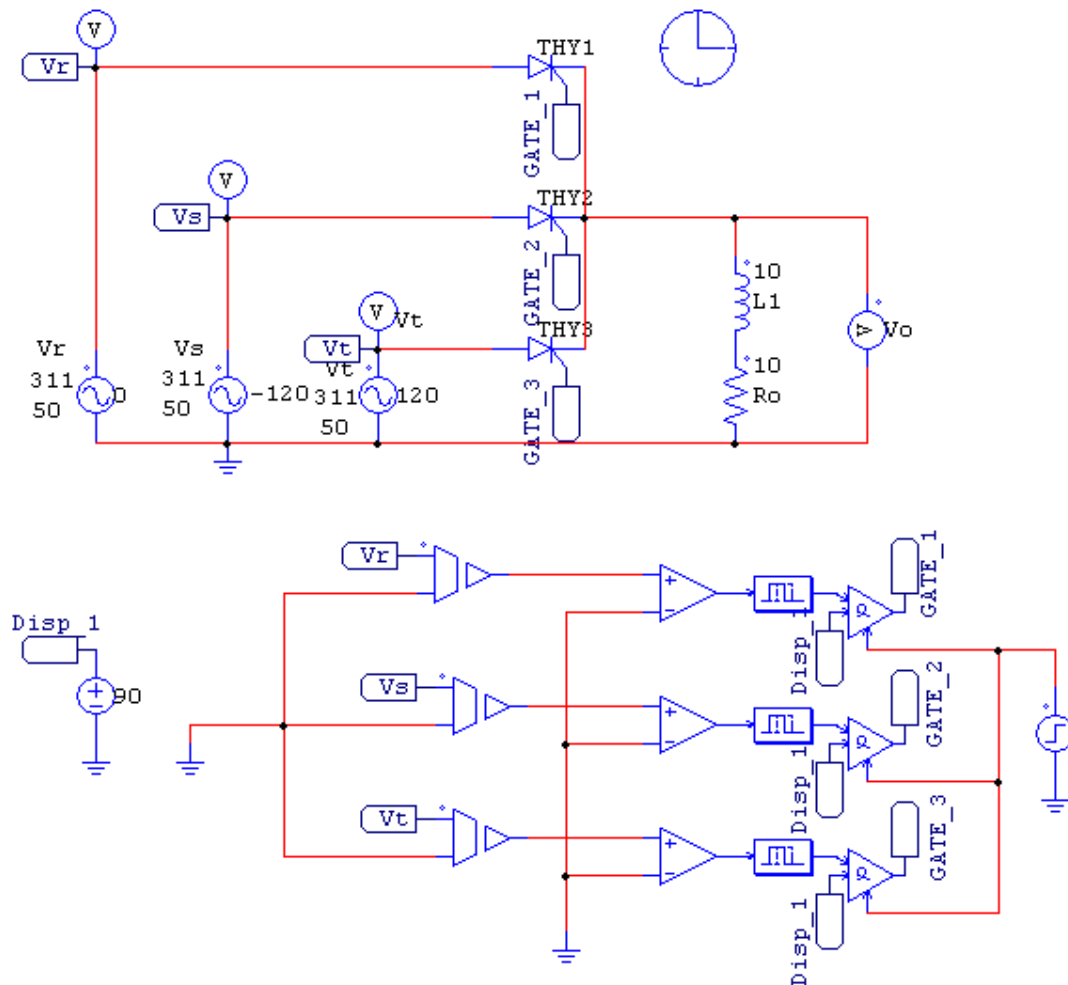 V
Vr
THY1
GATE_1
V
Vs
THY2
GATE_2
V
Vt
Vt
THY3
GATE_3
10
L1
10
Ro
V
Vo
Vr
311
50
0
Vs
311
50
-120
Vt
311
50
120
Disp_1
90
Vr
Vs
Vt
+
-
+
-
+
-
α
α
α
Disp_1
Disp_1
Disp_1
GATE_1
GATE_2
GATE_3